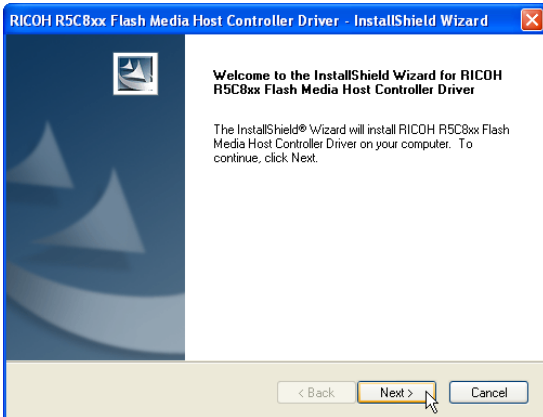 RICOH R5C8xx Flash Media Host Controller Driver - InstallShield Wizard
Welcome to the InstallShield Wizard for RICOH
R5C8xx Flash Media Host Controller Driver
The InstallShield® Wizard will install RICOH R5C8xx Flash
Media Host Controller Driver on your computer. To
continue, click Next.
< Back
Next >
Cancel